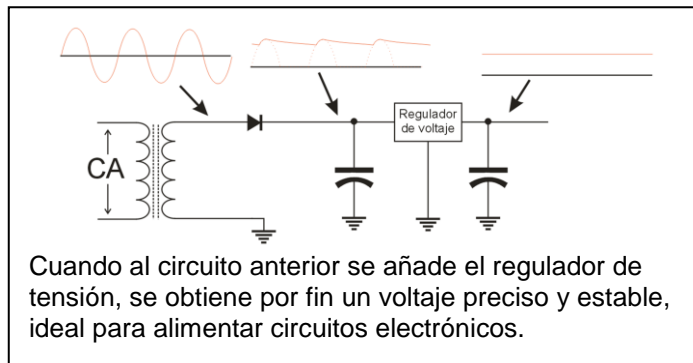 Regulador
de voltaje
CA
Cuando al circuito anterior se añade el regulador de
tensión, se obtiene por fin un voltaje preciso y estable,
ideal para alimentar circuitos electrónicos.